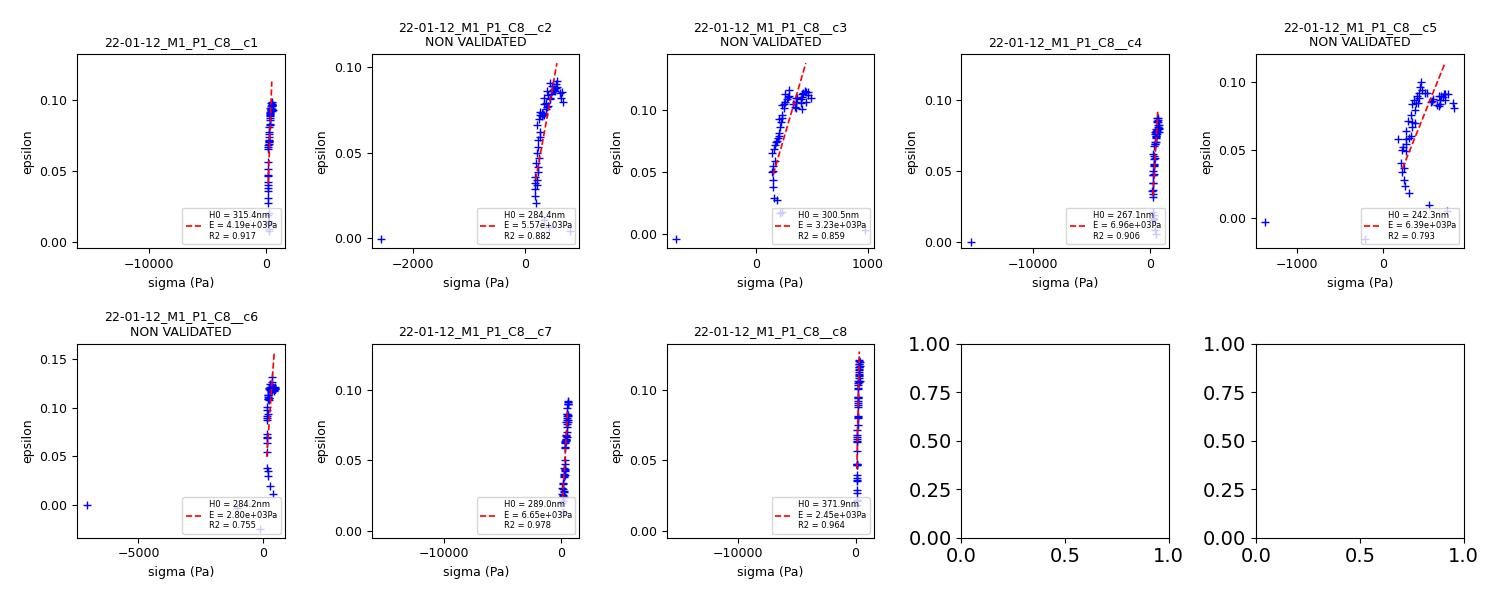 22-01-12_M1_P1_C8__c1
22-01-12_M1_P1_C8__c2
NON VALIDATED
22-01-12_M1_P1_C8__c3
NON VALIDATED
22-01-12_M1_P1_C8__c4
22-01-12_M1_P1_C8__c5
NON VALIDATED
epsilon
0.10
0.05
0.00
H0 = 315.4nm
E = 4.19e+03Pa
R2 = 0.917
−10000
0
sigma (Pa)
epsilon
0.10
0.05
0.00
H0 = 284.4nm
E = 5.57e+03Pa
R2 = 0.882
−2000
0
sigma (Pa)
epsilon
0.10
0.05
0.00
H0 = 300.5nm
E = 3.23e+03Pa
R2 = 0.859
0
1000
sigma (Pa)
epsilon
0.10
0.05
0.00
H0 = 267.1nm
E = 6.96e+03Pa
R2 = 0.906
−10000
0
sigma (Pa)
epsilon
0.10
0.05
0.00
H0 = 242.3nm
E = 6.39e+03Pa
R2 = 0.793
−1000
0
sigma (Pa)
22-01-12_M1_P1_C8__c6
NON VALIDATED
22-01-12_M1_P1_C8__c7
22-01-12_M1_P1_C8__c8
epsilon
0.15
0.10
0.05
0.00
H0 = 284.2nm
E = 2.80e+03Pa
R2 = 0.755
−5000
0
sigma (Pa)
epsilon
0.10
0.05
0.00
H0 = 289.0nm
E = 6.65e+03Pa
R2 = 0.978
−10000
0
sigma (Pa)
epsilon
0.10
0.05
0.00
H0 = 371.9nm
E = 2.45e+03Pa
R2 = 0.964
−10000
0
sigma (Pa)
1.00
0.75
0.50
0.25
0.00
0.0
0.5
1.0
1.00
0.75
0.50
0.25
0.00
0.0
0.5
1.0